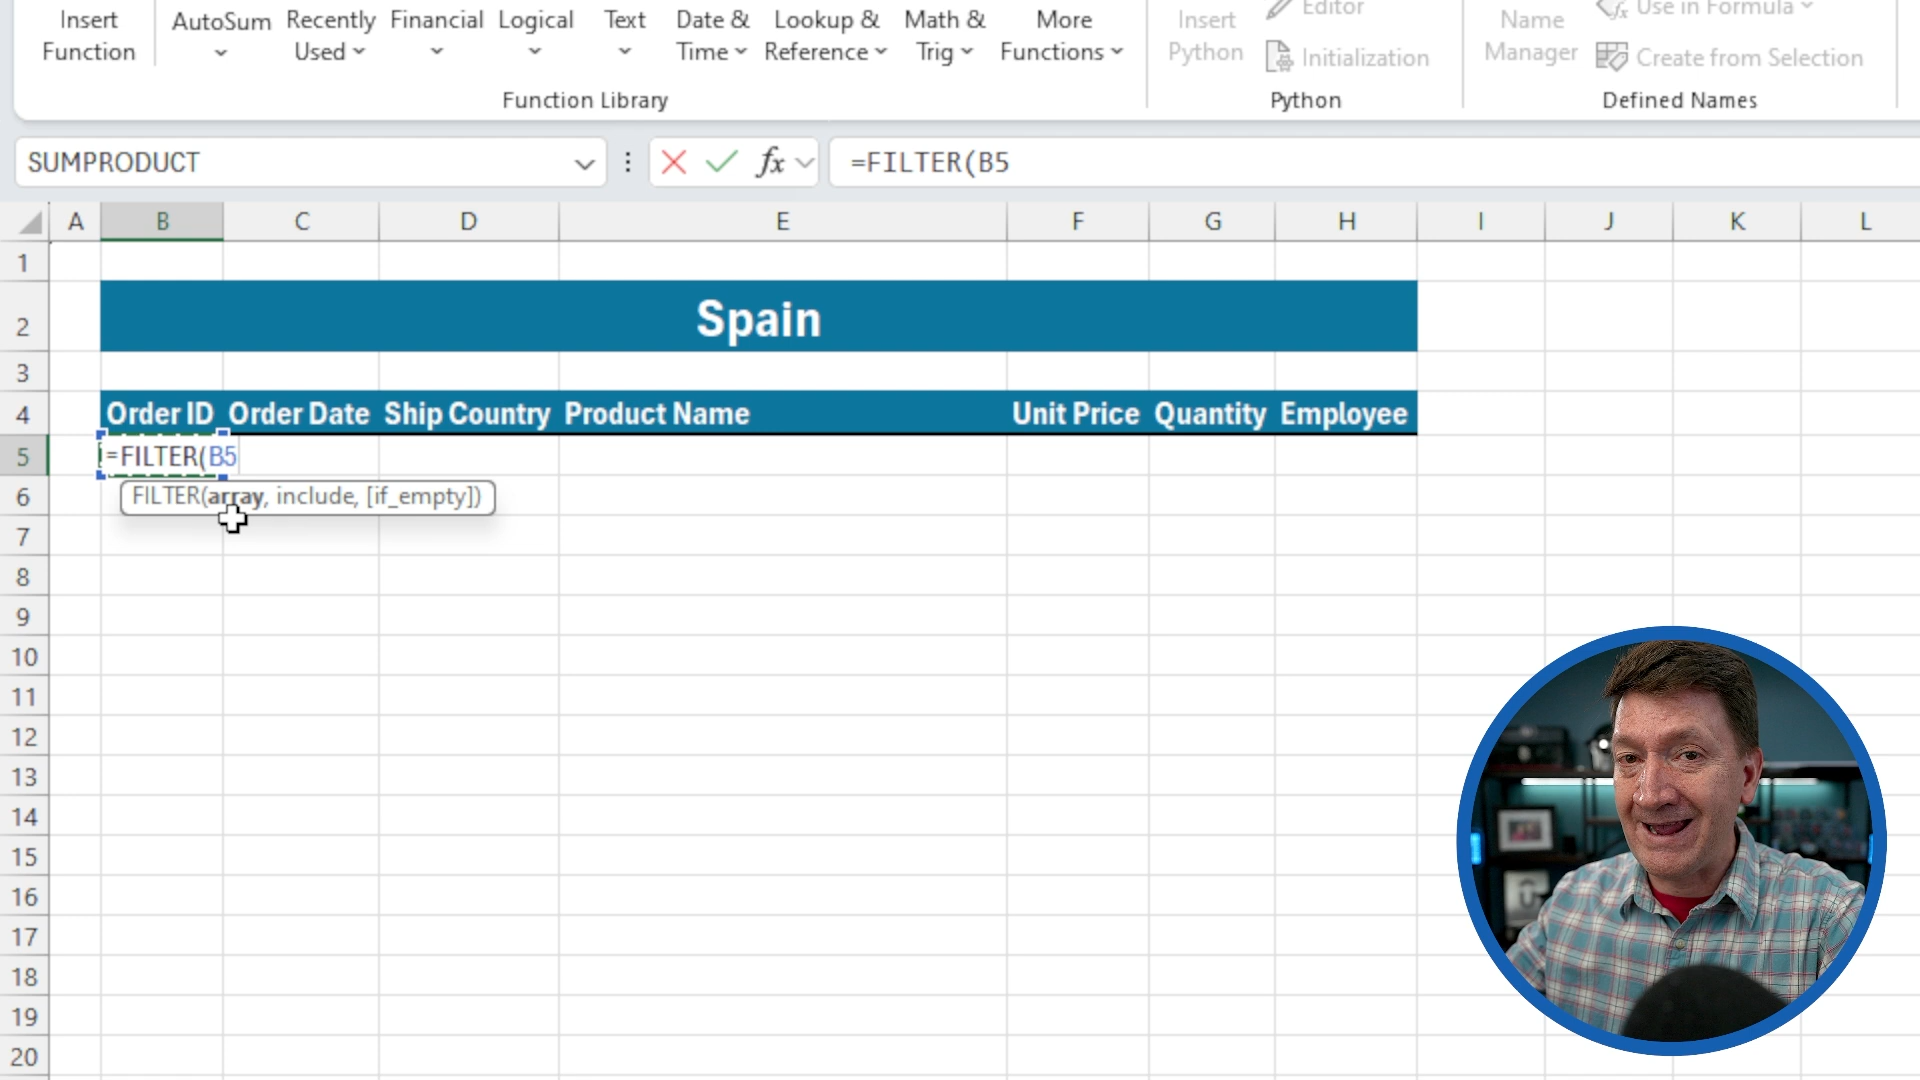 Insert Function
AutoSum
Recently Used
Financial
Logical
Text
Date & Time
Lookup & Reference
Math & Trig
More Functions
Function Library
Insert Python
Editor
Initialization
Python
Name Manager
Use in Formula
Create from Selection
Defined Names
SUMPRODUCT
fx
=FILTER(B5
A B C D E F G H I J K L
1
2 Spain
3
4 Order ID Order Date Ship Country Product Name Unit Price Quantity Employee
5 =FILTER(B5
6 FILTER(array, include, [if_empty])
7
8
9
10
11
12
13
14
15
16
17
18
19
20